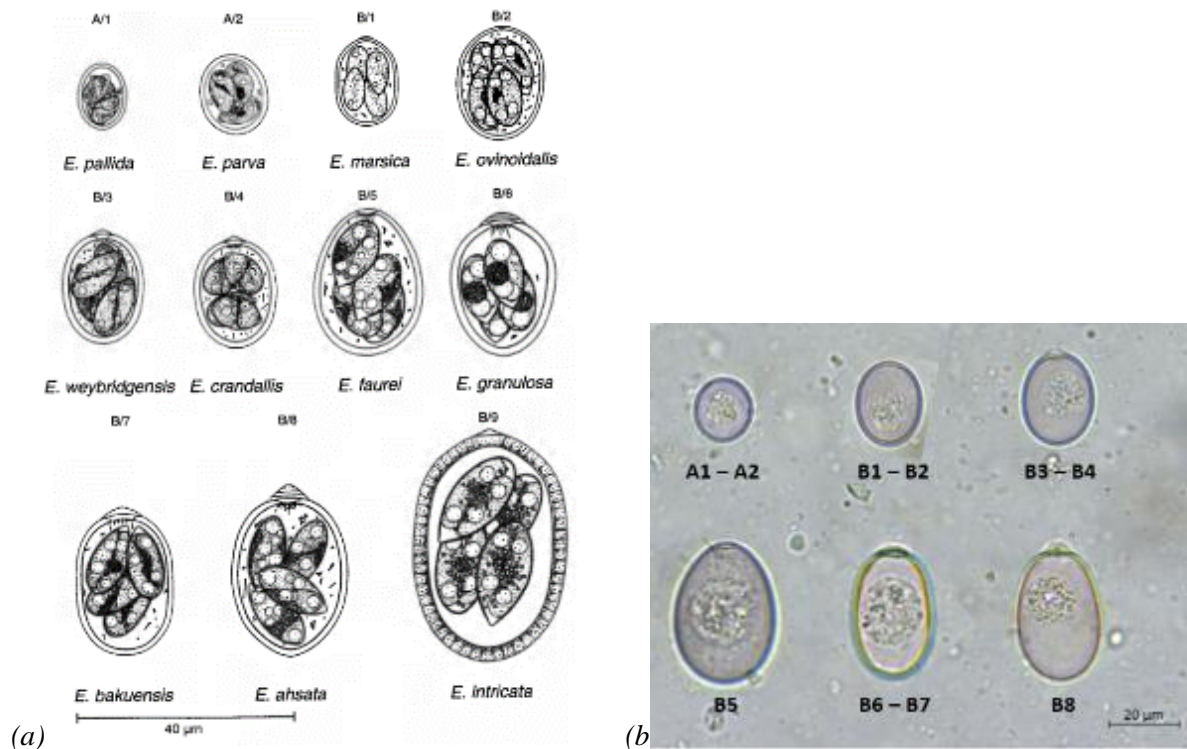 A/1 A/2 B/1 B/2
E. pallida E. parva E. marsica E. ovinoidalis
B/3 B/4 B/5 B/6
E. weybridgensis E. crandallis E. faurei E. granulosa
B/7 B/8 B/9
E. bakuensis E. ahsata E. intricata
40 µm
(a)
A1 – A2 B1 – B2 B3 – B4
B5 B6 – B7 B8
20 µm
(b